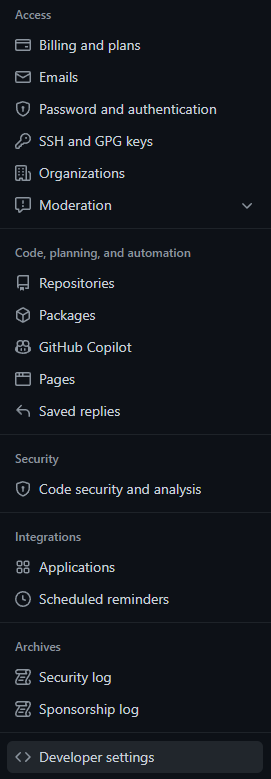 Access
Billing and plans
Emails
Password and authentication
SSH and GPG keys
Organizations
Moderation
Code, planning, and automation
Repositories
Packages
GitHub Copilot
Pages
Saved replies
Security
Code security and analysis
Integrations
Applications
Scheduled reminders
Archives
Security log
Sponsorship log
Developer settings